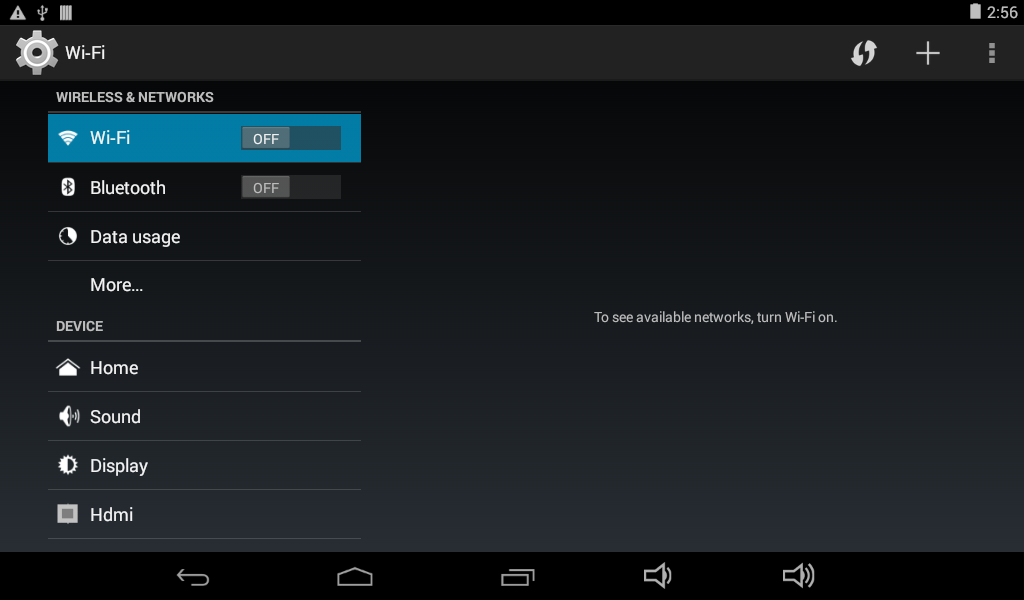 2:56
Wi-Fi
WIRELESS & NETWORKS
Wi-Fi OFF
Bluetooth OFF
Data usage
More...
To see available networks, turn Wi-Fi on.
DEVICE
Home
Sound
Display
Hdmi